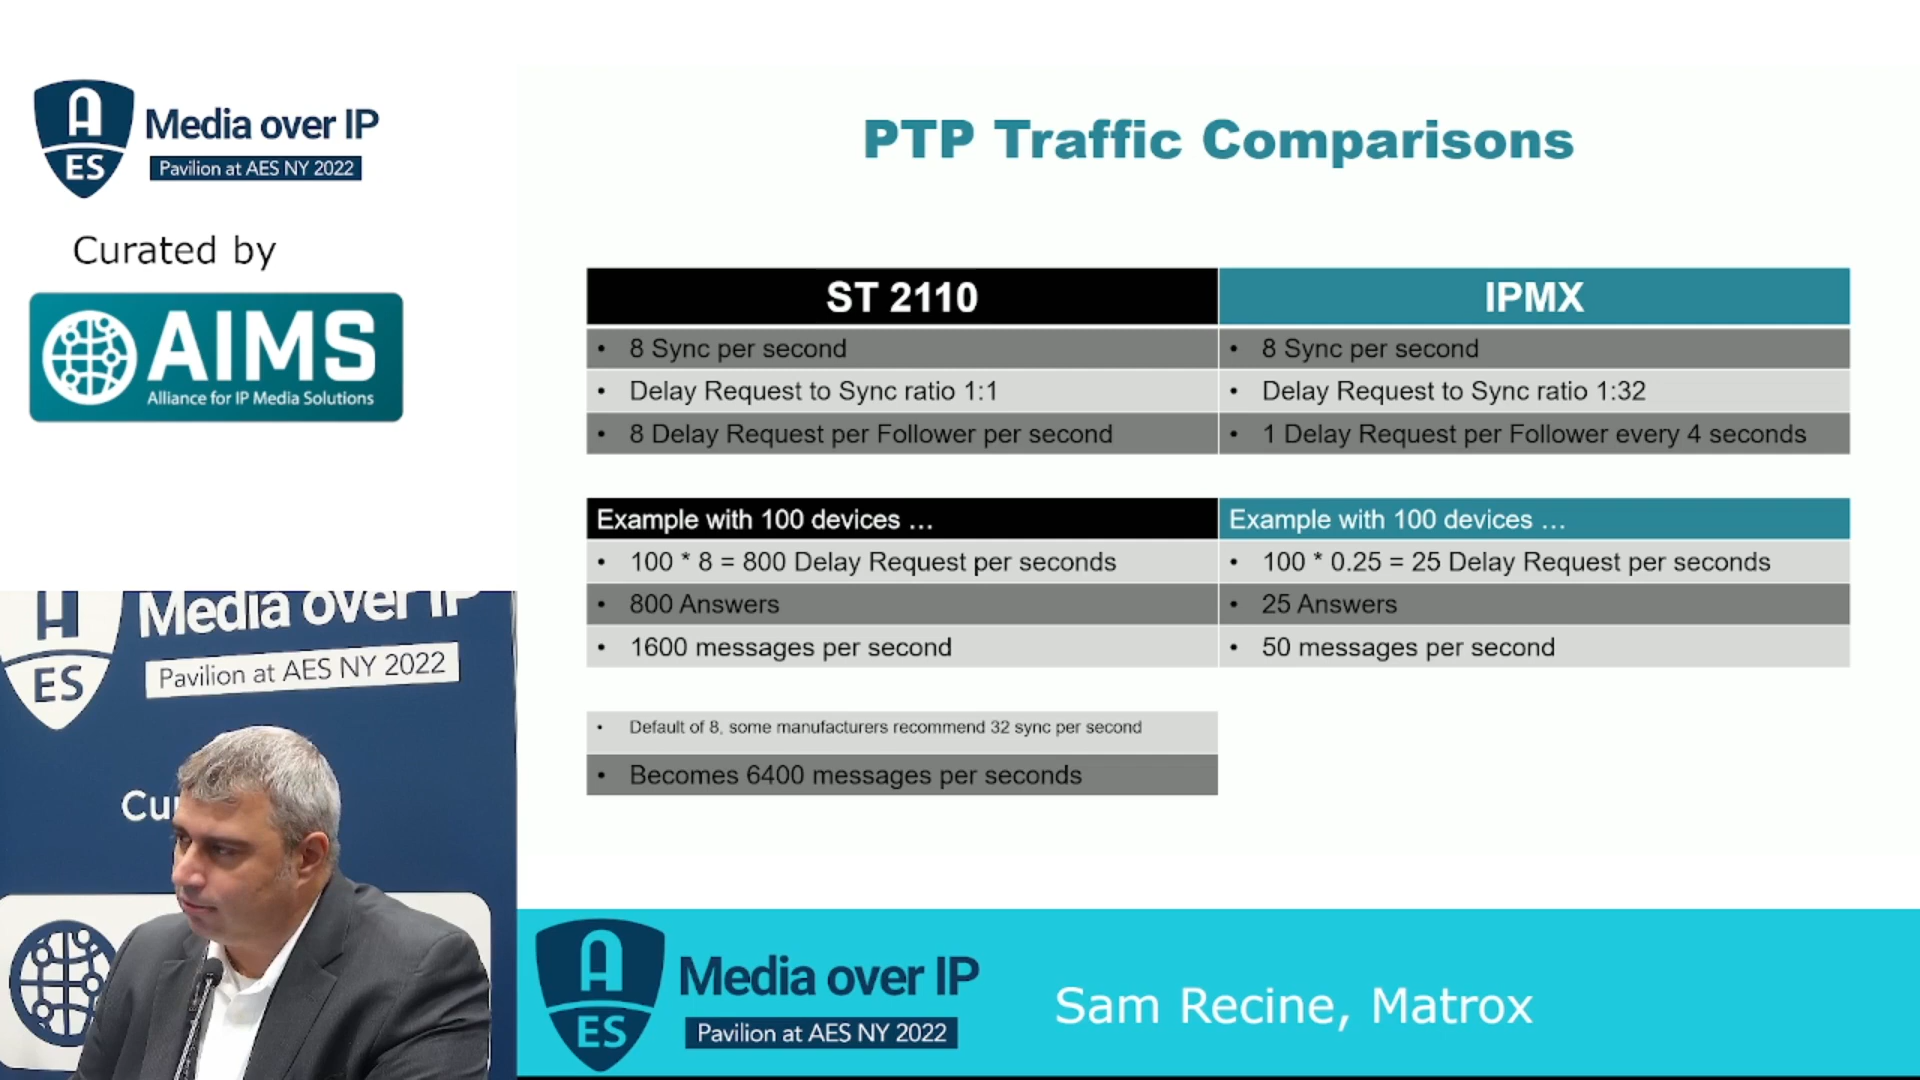 A
ES
Media over IP
Pavilion at AES NY 2022
Curated by
AIMS
Alliance for IP Media Solutions
PTP Traffic Comparisons
ST 2110
IPMX
• 8 Sync per second
• 8 Sync per second
• Delay Request to Sync ratio 1:1
• Delay Request to Sync ratio 1:32
• 8 Delay Request per Follower per second
• 1 Delay Request per Follower every 4 seconds
Example with 100 devices …
Example with 100 devices …
• 100 * 8 = 800 Delay Request per seconds
• 100 * 0.25 = 25 Delay Request per seconds
• 800 Answers
• 25 Answers
• 1600 messages per second
• 50 messages per second
• Default of 8, some manufacturers recommend 32 sync per second
• Becomes 6400 messages per seconds
A
ES
Media over IP
Pavilion at AES NY 2022
Cu
A
ES
Media over IP
Pavilion at AES NY 2022
Sam Recine, Matrox